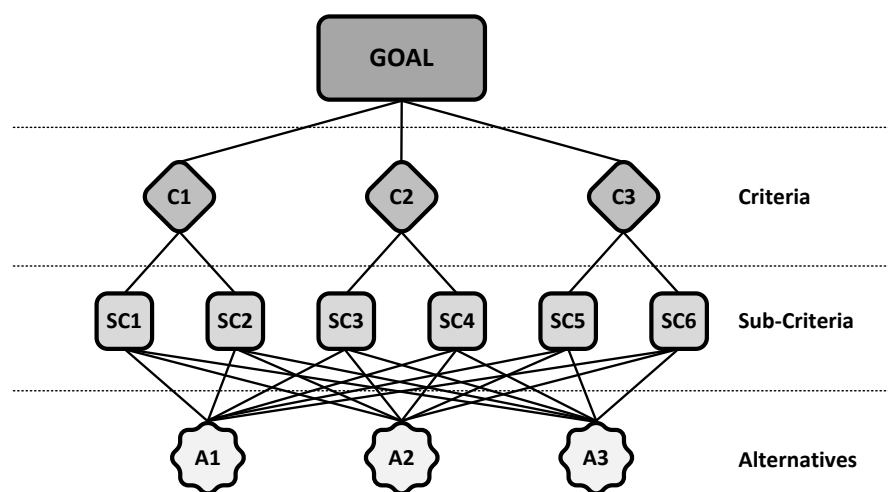 GOAL
C1 C2 C3 Criteria
SC1 SC2 SC3 SC4 SC5 SC6 Sub-Criteria
A1 A2 A3 Alternatives